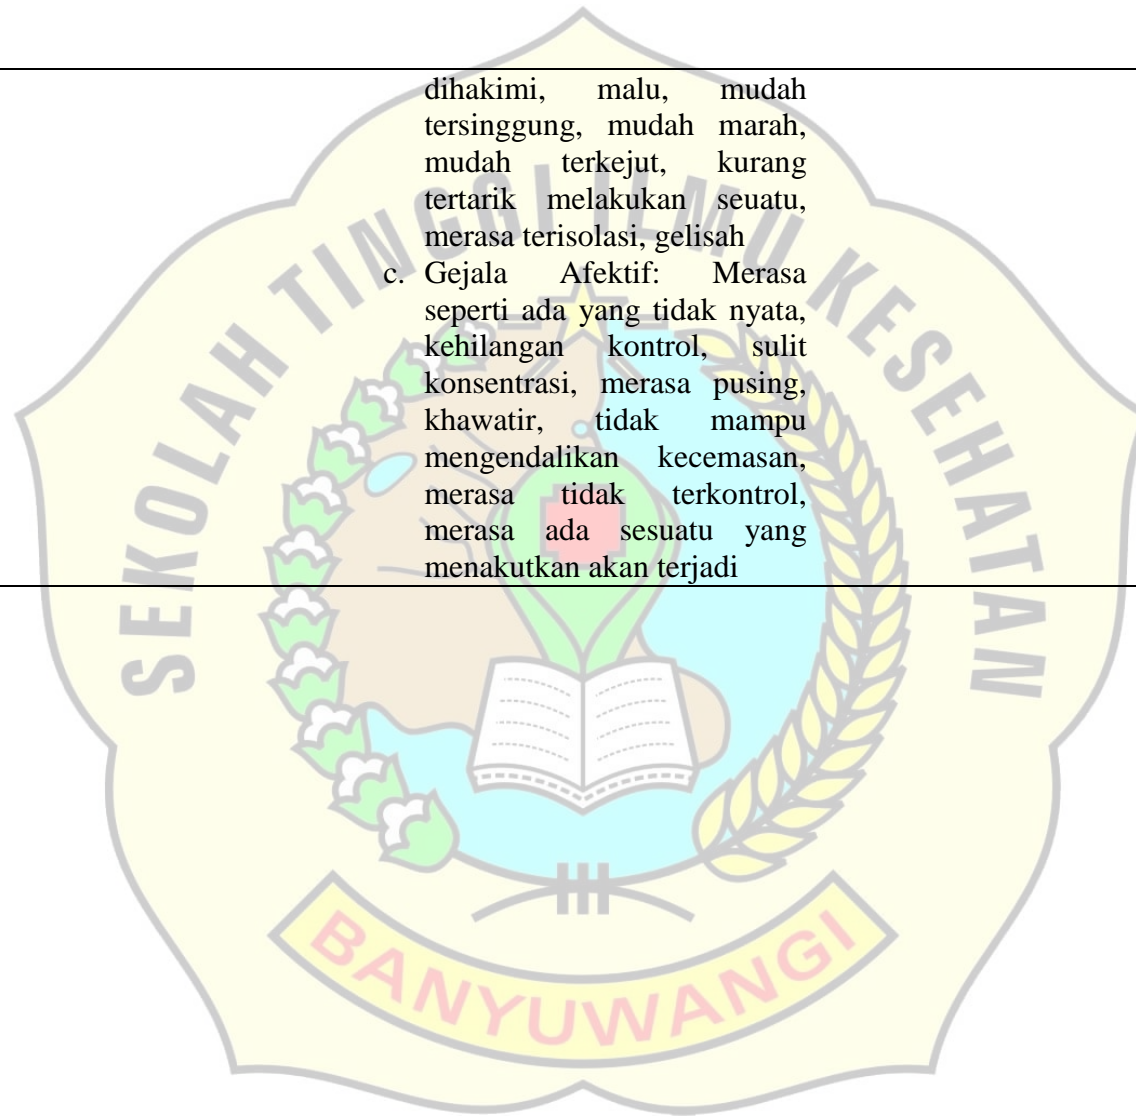 dihakimi, malu, mudah
tersinggung, mudah marah,
mudah terkejut, kurang
tertarik melakukan seuatu,
merasa terisolasi, gelisah
c. Gejala Afektif: Merasa
seperti ada yang tidak nyata,
kehilangan kontrol, sulit
konsentrasi, merasa pusing,
khawatir, tidak mampu
mengendalikan kecemasan,
merasa tidak terkontrol,
merasa ada sesuatu yang
menakutkan akan terjadi
SEKOLAH TINGGI ILMU KESEHATAN
BANYUWANGI